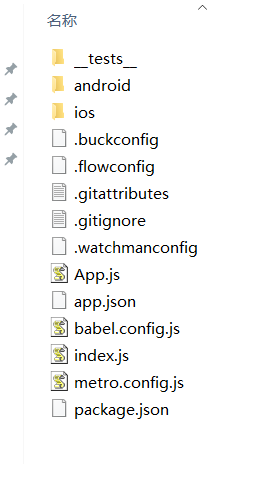 名称
__tests__
android
ios
.buckconfig
.flowconfig
.gitattributes
.gitignore
.watchmanconfig
App.js
app.json
babel.config.js
index.js
metro.config.js
package.json